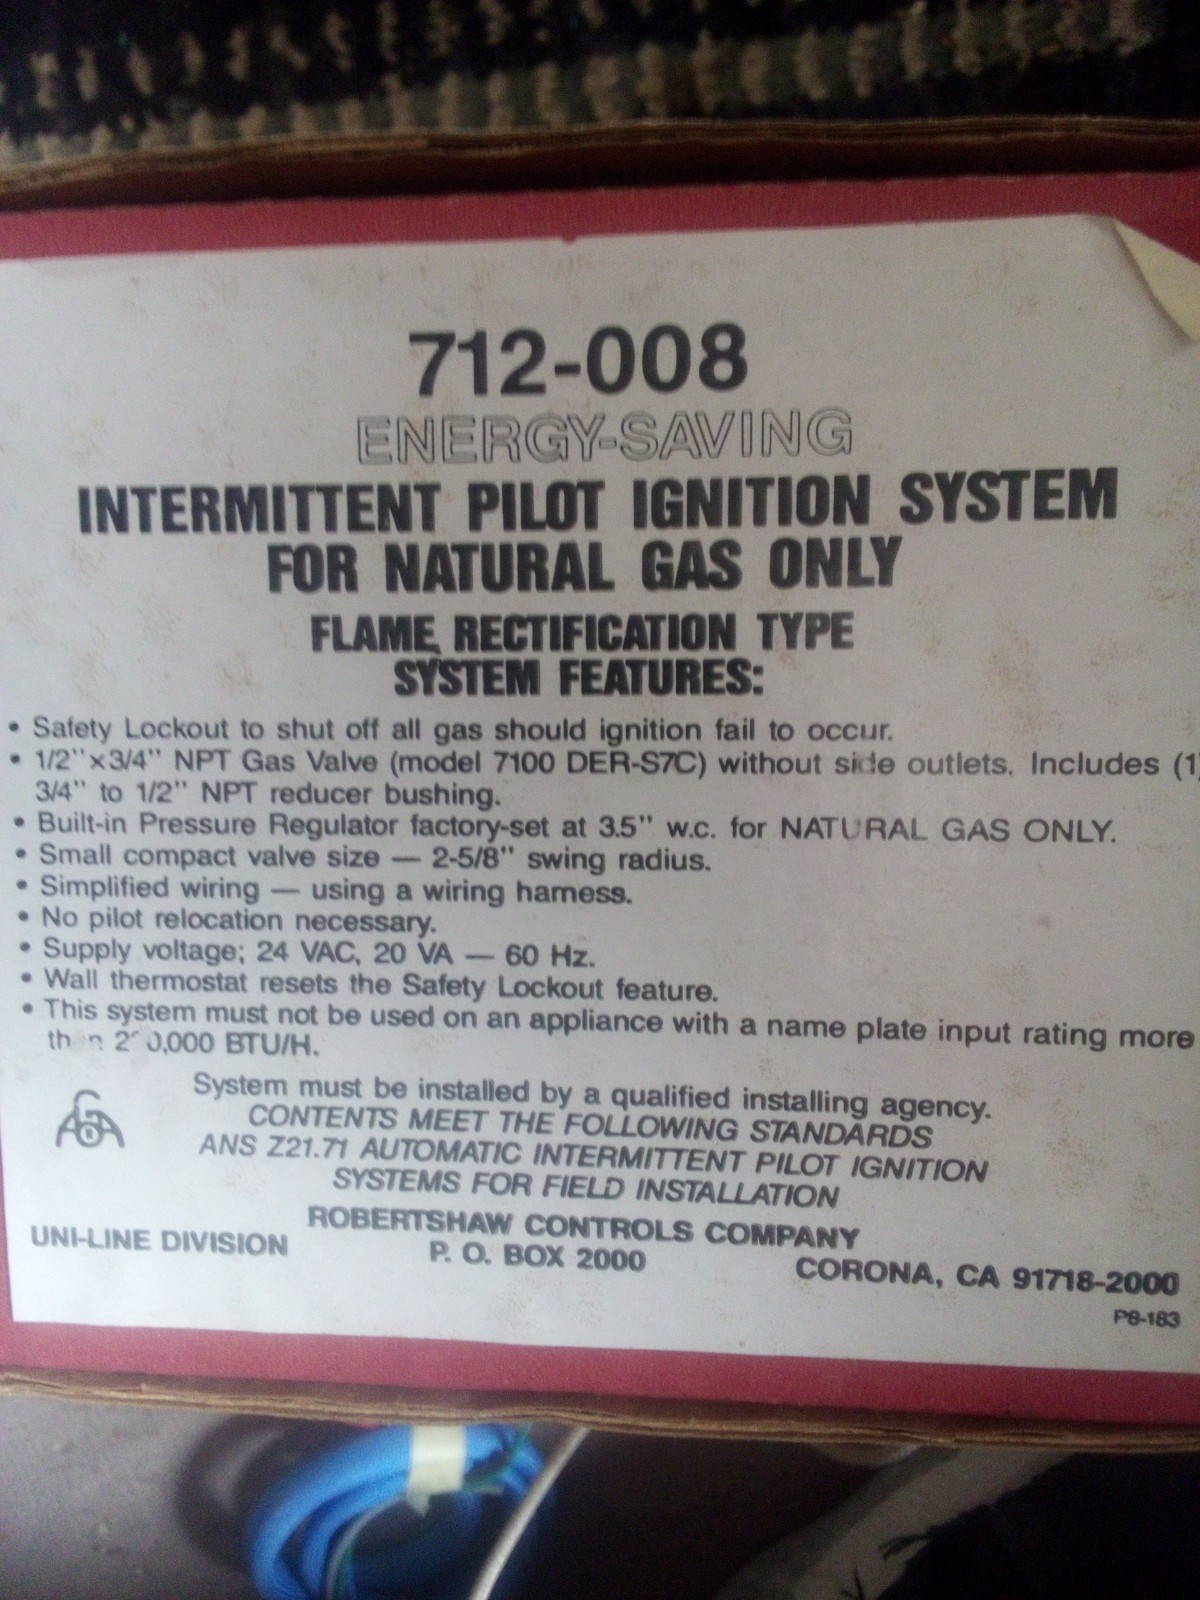 712-008
ENERGY-SAVING
INTERMITTENT PILOT IGNITION SYSTEM
FOR NATURAL GAS ONLY
FLAME RECTIFICATION TYPE
SYSTEM FEATURES:
• Safety Lockout to shut off all gas should ignition fail to occur.
• 1/2"x3/4" NPT Gas Valve (model 7100 DER-S7C) without side outlets. Includes (1)
3/4" to 1/2" NPT reducer bushing.
• Built-in Pressure Regulator factory-set at 3.5" w.c. for NATURAL GAS ONLY.
• Small compact valve size — 2-5/8" swing radius.
• Simplified wiring — using a wiring harness.
• No pilot relocation necessary.
• Supply voltage; 24 VAC, 20 VA — 60 Hz.
• Wall thermostat resets the Safety Lockout feature.
• This system must not be used on an appliance with a name plate input rating more
than BTU/H.
System must be installed by a qualified installing agency.
CONTENTS MEET THE FOLLOWING STANDARDS
ANS Z21.71 AUTOMATIC INTERMITTENT PILOT IGNITION
SYSTEMS FOR FIELD INSTALLATION
ROBERTSHAW CONTROLS COMPANY
UNI-LINE DIVISION P. O. BOX 2000 CORONA, CA 91718-2000
P8-183